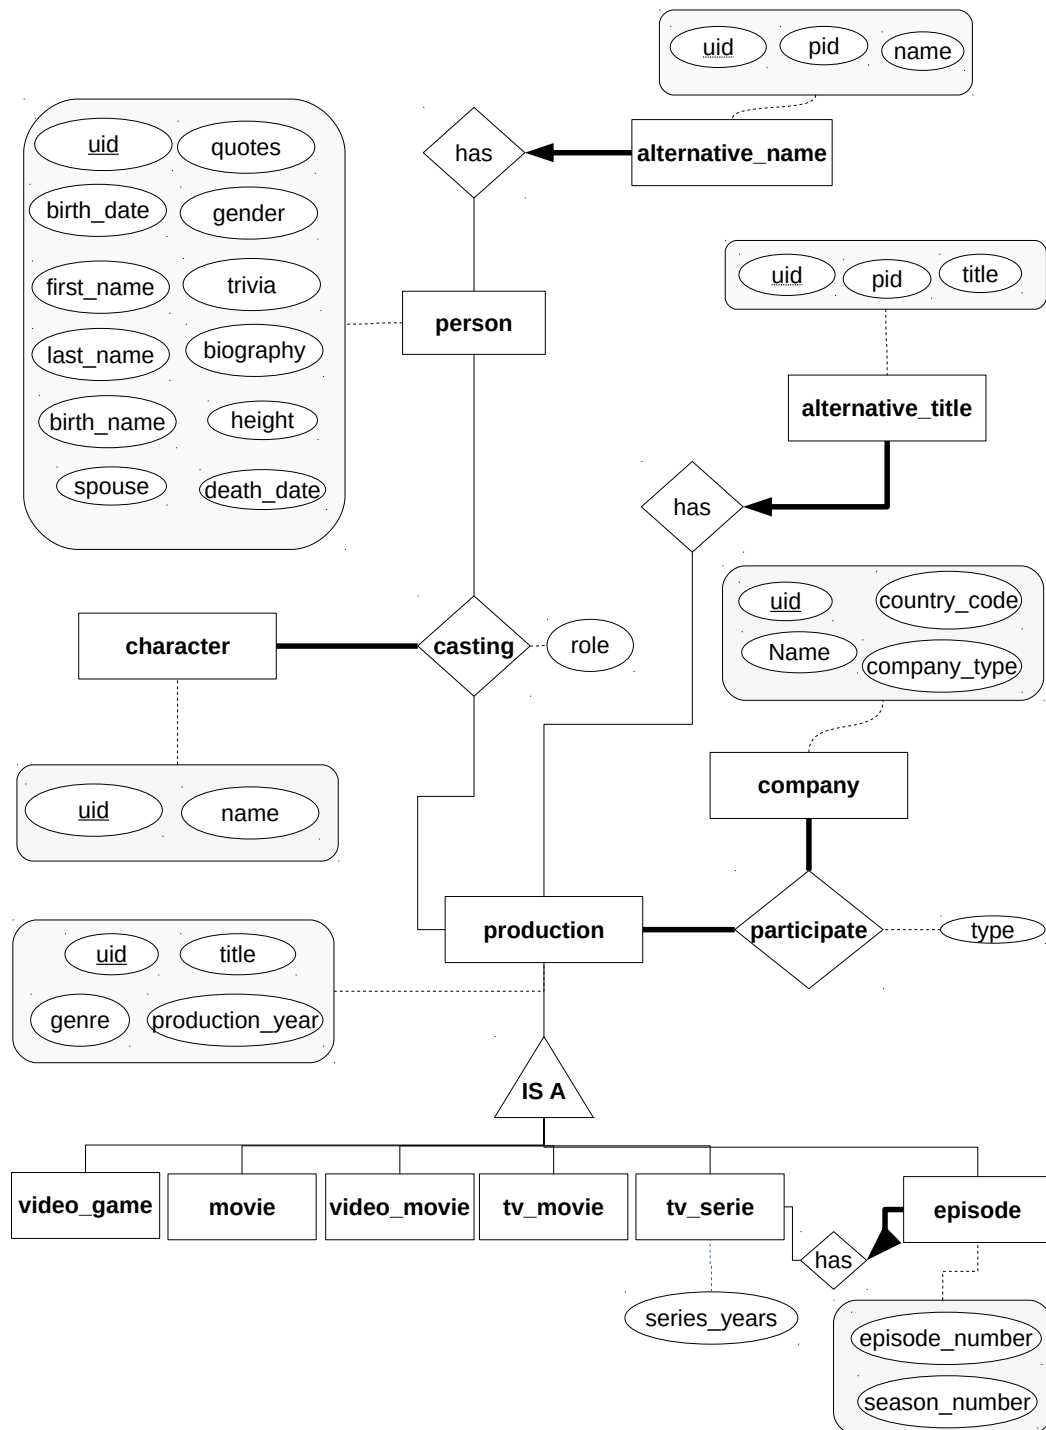 uid
pid
name
has
alternative_name
uid
quotes
birth_date
gender
first_name
trivia
last_name
biography
birth_name
height
spouse
death_date
person
uid
pid
title
alternative_title
has
character
casting
role
uid
country_code
Name
company_type
company
uid
name
production
participate
type
uid
title
genre
production_year
IS A
video_game
movie
video_movie
tv_movie
tv_serie
episode
has
series_years
episode_number
season_number